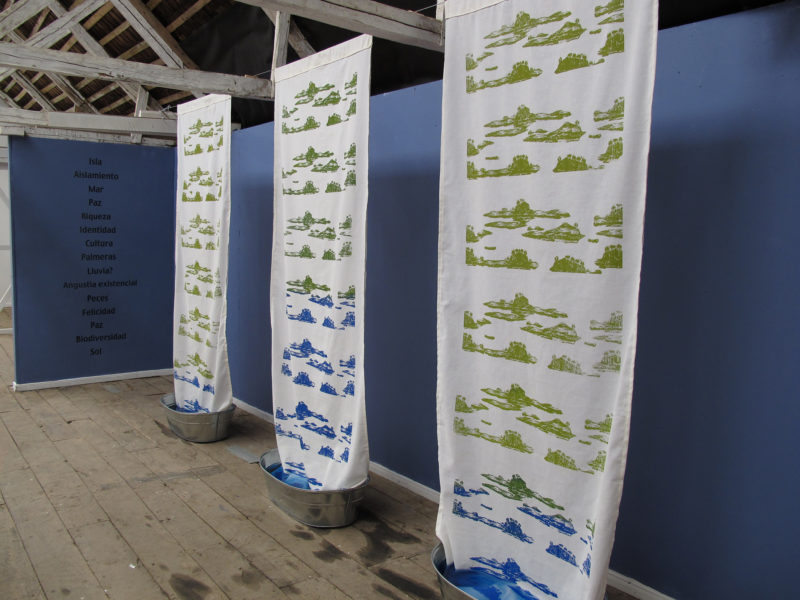 Isla
Aislamiento
Mar
Paz
Riqueza
Identidad
Cultura
Palmeras
Lluvia?
Angustia existencial
Peces
Felicidad
Paz
Biodiversidad
Sol